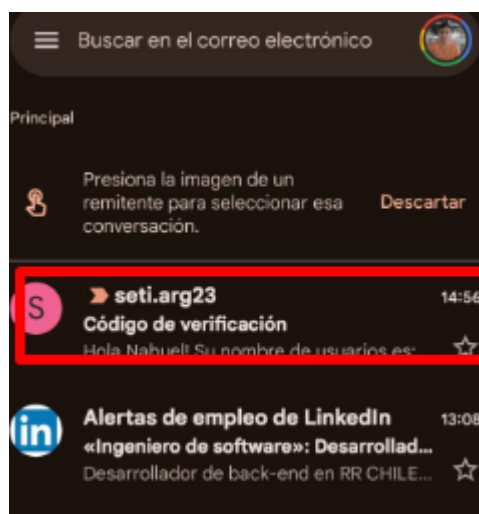 Buscar en el correo electrónico
Principal
Presiona la imagen de un
remitente para seleccionar esa
conversación.
Descartar
S
seti.arg23
14:56
Código de verificación
Hola Nahuel! Su nombre de usuarios es:
in
Alertas de empleo de LinkedIn
13:08
«Ingeniero de software»: Desarrollad...
Desarrollador de back-end en RR CHILE...